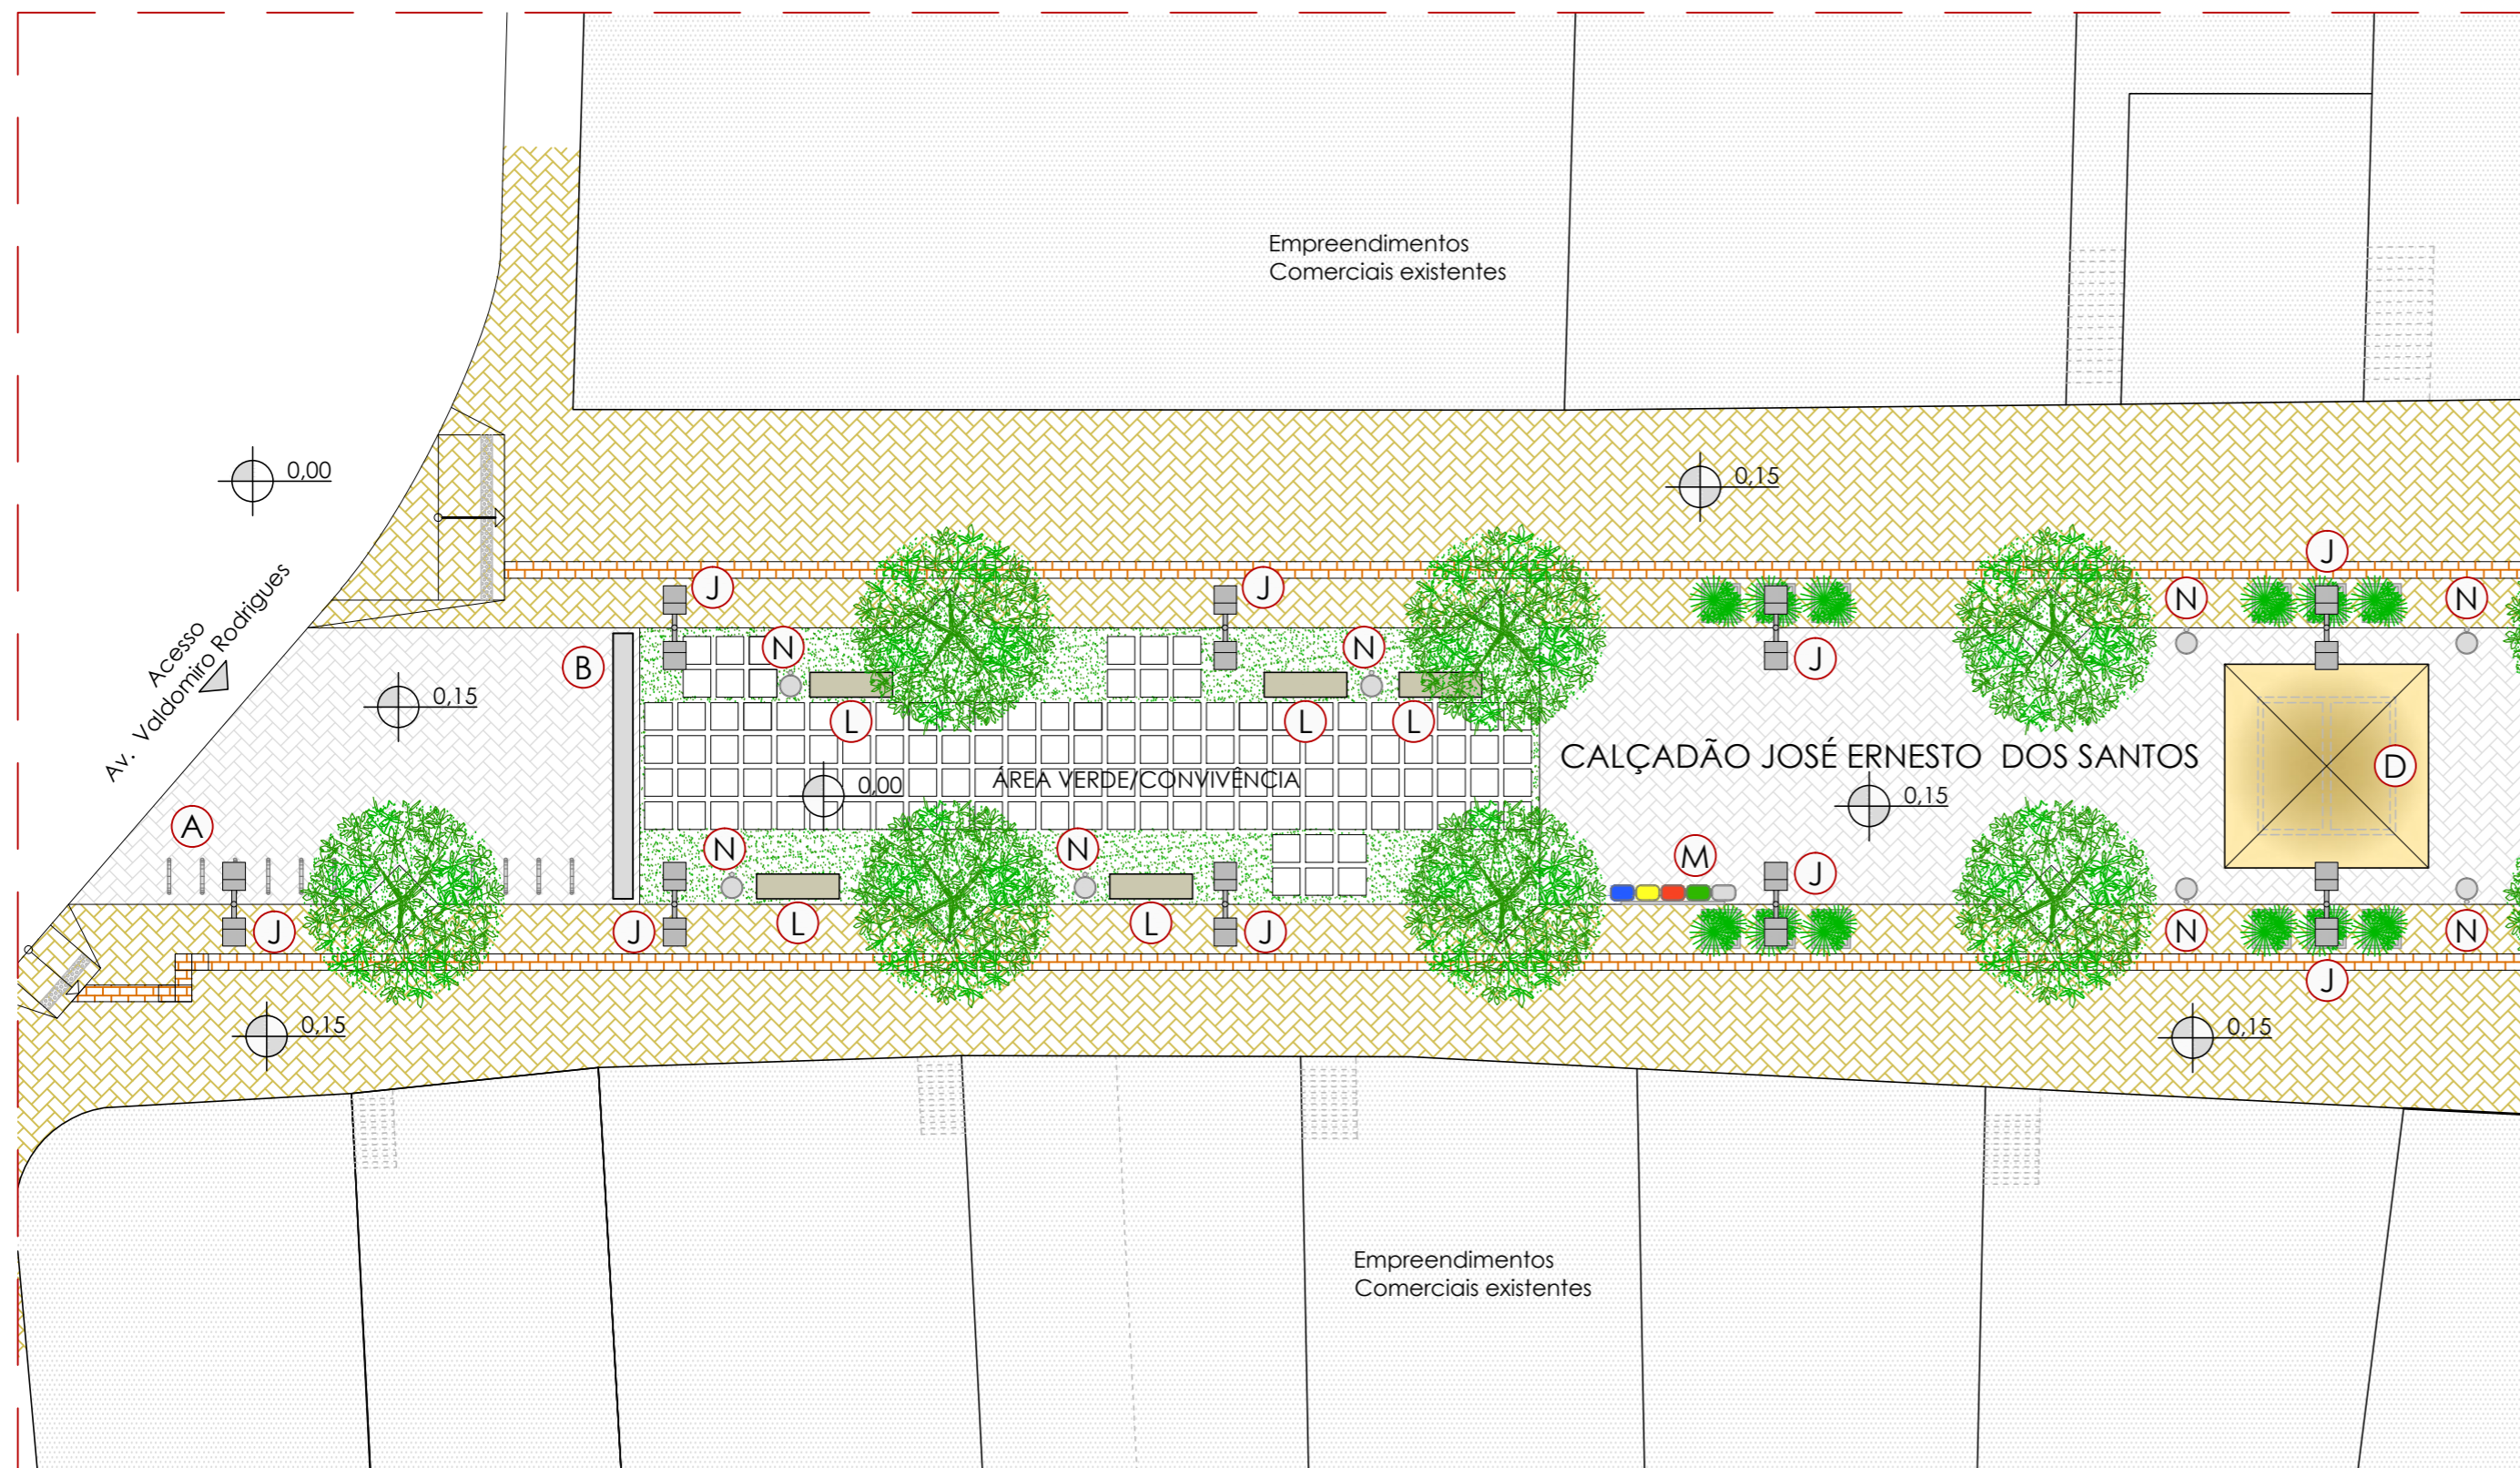 Empreendimentos
Comerciais existentes
0,00
0,15
Acesso
Av. Valdomiro Rodrigues
J
J
J
N
N
N
N
B
J
0,15
L
L
L
CALÇADÃO JOSÉ ERNESTO DOS SANTOS
D
ÁREA VERDE/CONVIVÊNCIA
0,00
0,15
A
N
N
M
J
J
L
J
L
J
N
N
J
0,15
0,15
Empreendimentos
Comerciais existentes